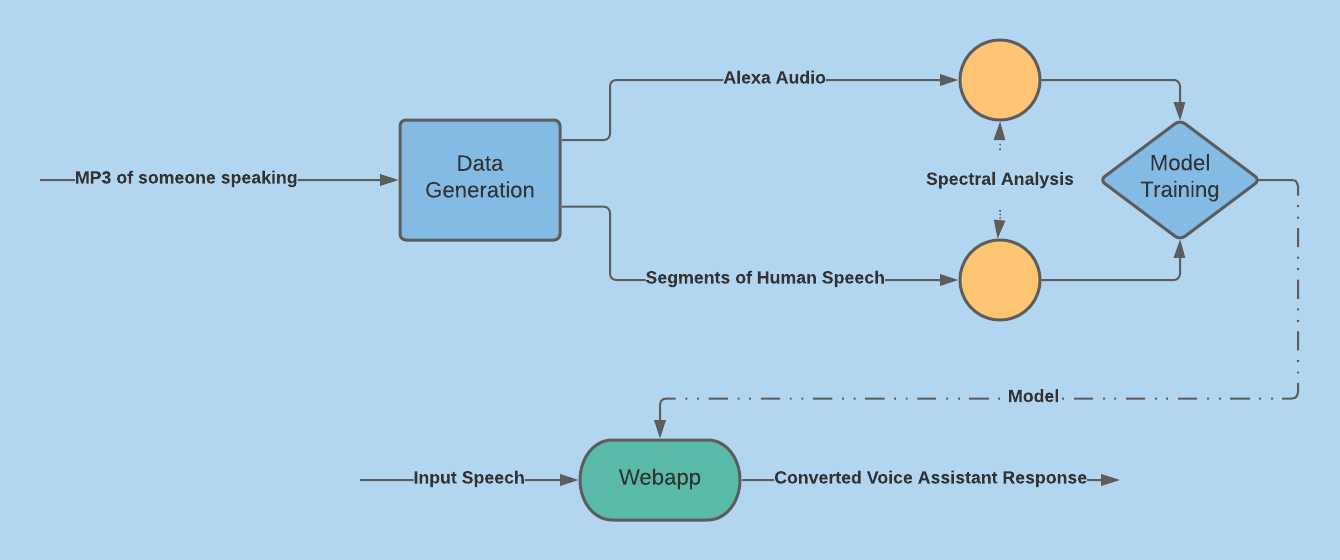 Alexa Audio
MP3 of someone speaking
Data
Generation
Spectral Analysis
Model
Training
Segments of Human Speech
Model
Input Speech
Webapp
Converted Voice Assistant Response